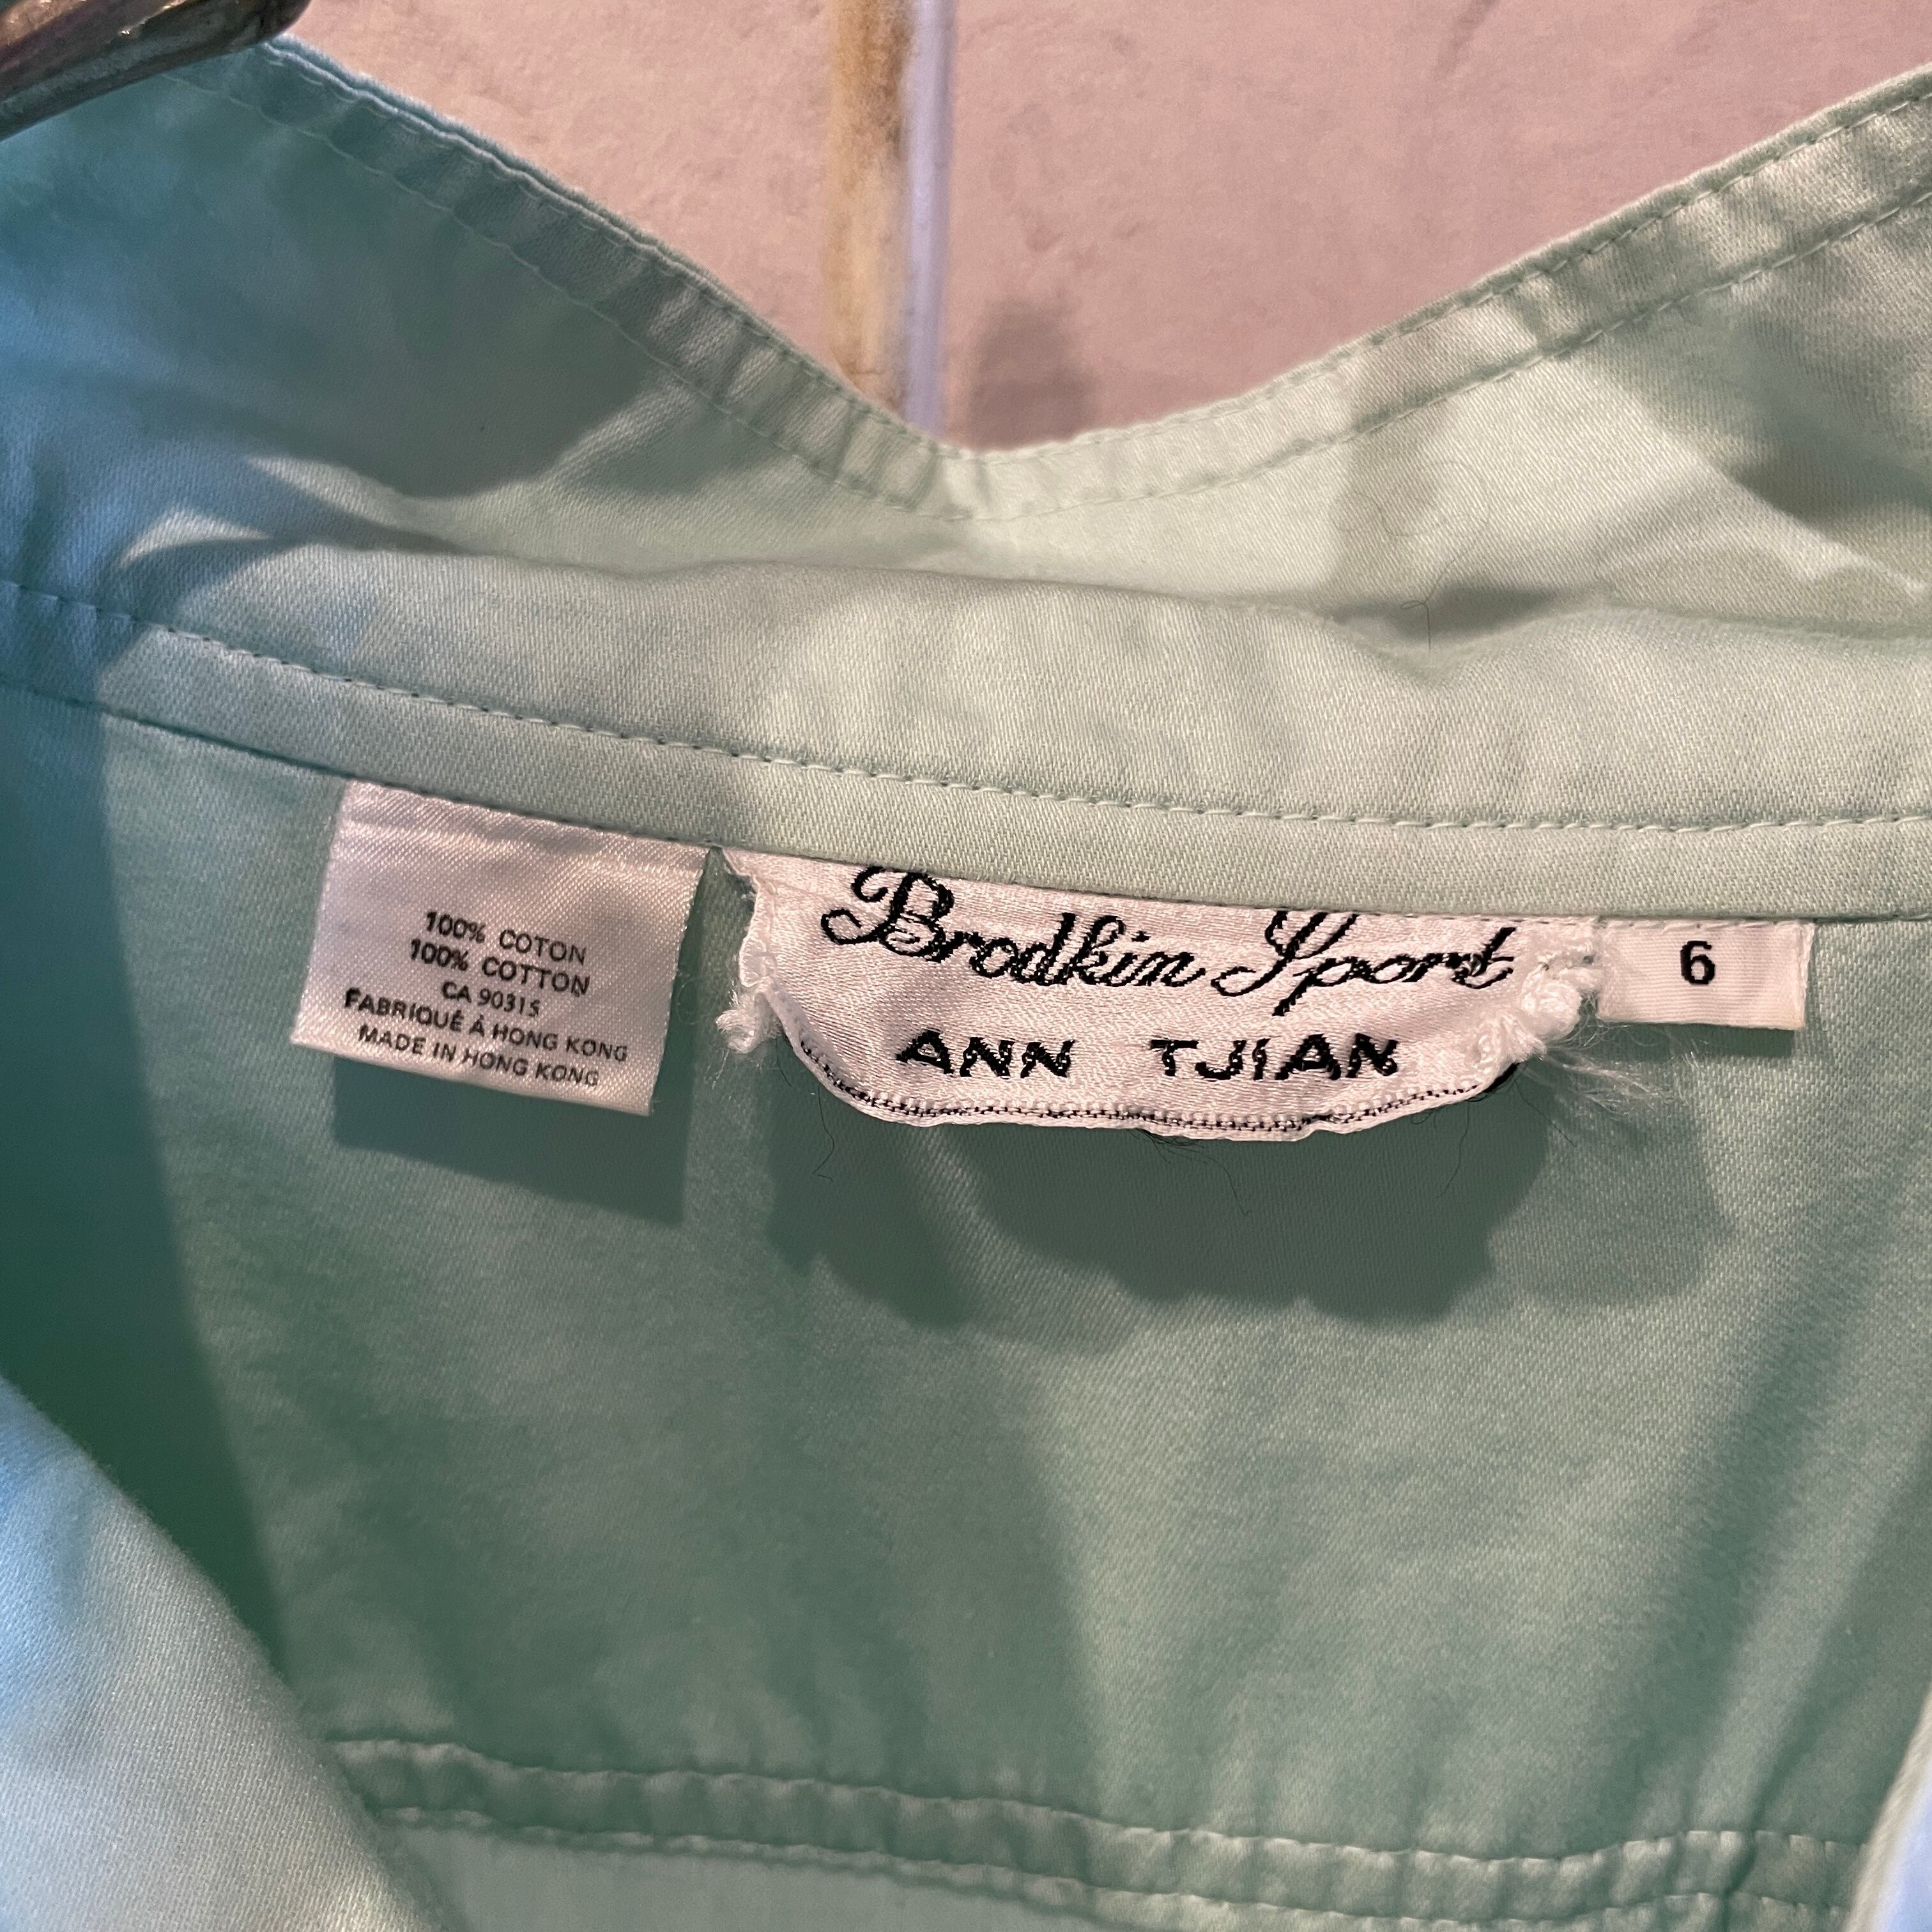 100% COTON
100% COTTON
CA 90315
FABRIQUÉ À HONG KONG
MADE IN HONG KONG
Brodkin Sport
ANN TJIAN
6